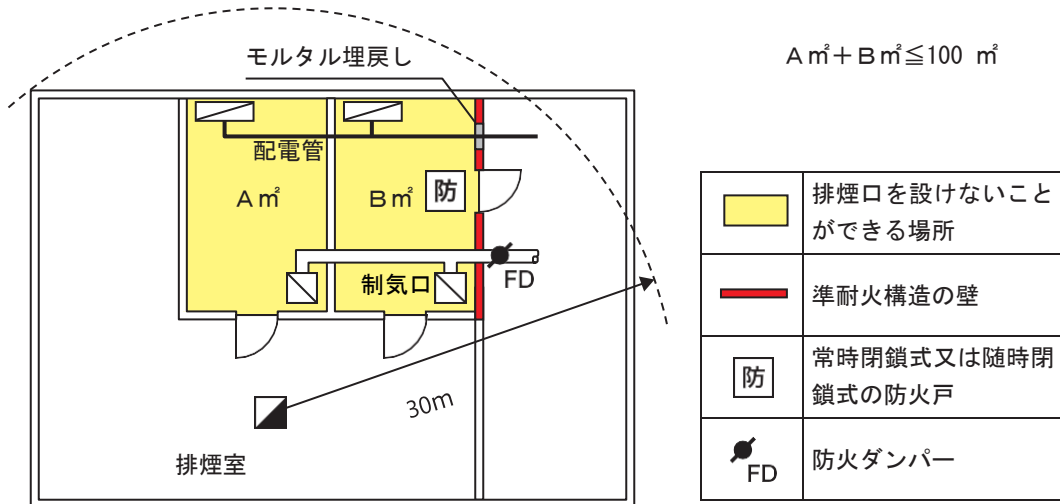 モルタル埋戻し
A㎡+B㎡≦100 ㎡
配電管
A㎡
B㎡
防
制気口
FD
30m
排煙室
排煙口を設けないこと
ができる場所
準耐火構造の壁
防
常時閉鎖式又は随時閉
鎖式の防火戸
FD
防火ダンパー